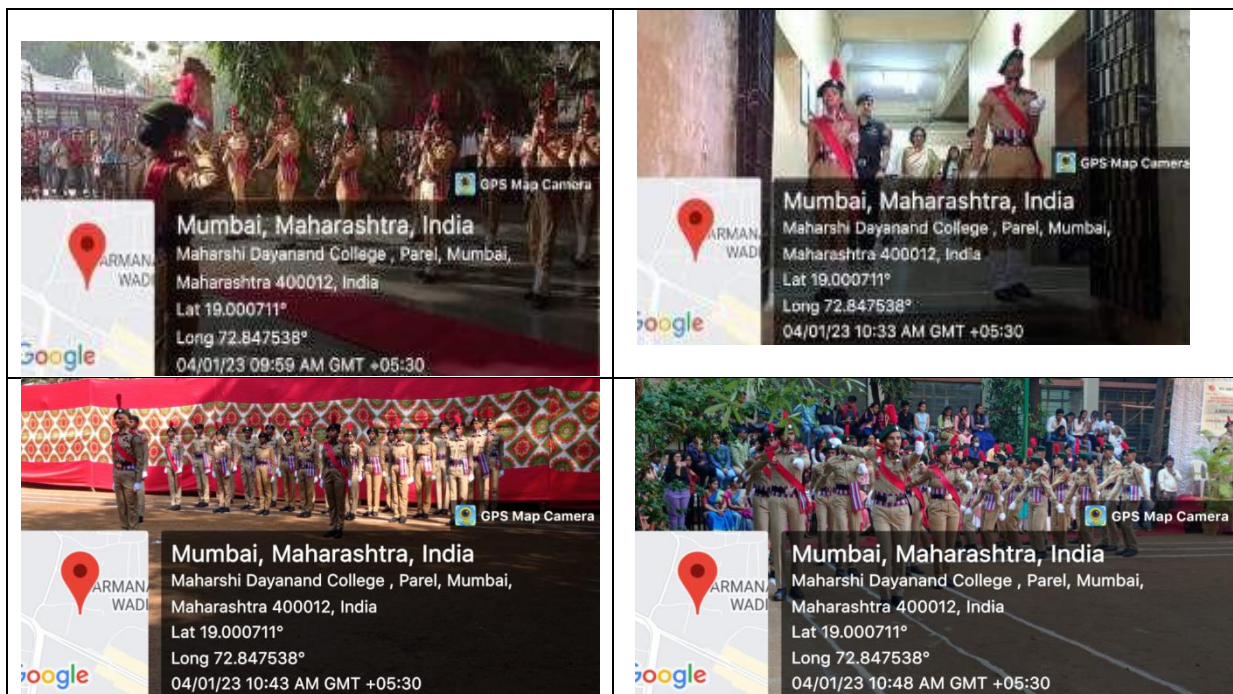 GPS Map Camera
Mumbai, Maharashtra, India
Maharshi Dayanand College , Parel, Mumbai,
Maharashtra 400012, India
Lat 19.000711°
Long 72.847538°
04/01/23 09:59 AM GMT +05:30
ARMANA
WADI
Google
GPS Map Camera
Mumbai, Maharashtra, India
Maharshi Dayanand College , Parel, Mumbai,
Maharashtra 400012, India
Lat 19.000711°
Long 72.847538°
04/01/23 10:33 AM GMT +05:30
ARMANA
WADI
Google
GPS Map Camera
Mumbai, Maharashtra, India
Maharshi Dayanand College , Parel, Mumbai,
Maharashtra 400012, India
Lat 19.000711°
Long 72.847538°
04/01/23 10:43 AM GMT +05:30
ARMANA
WADI
Google
GPS Map Camera
Mumbai, Maharashtra, India
Maharshi Dayanand College , Parel, Mumbai,
Maharashtra 400012, India
Lat 19.000711°
Long 72.847538°
04/01/23 10:48 AM GMT +05:30
ARMANA
WADI
Google